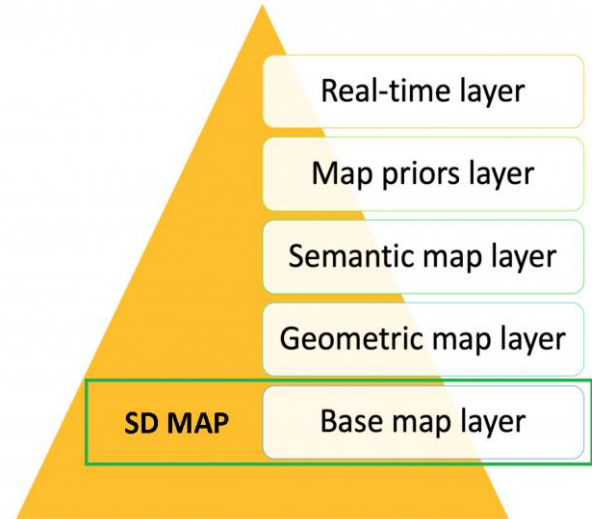 Real-time layer
Map priors layer
Semantic map layer
Geometric map layer
SD MAP Base map layer